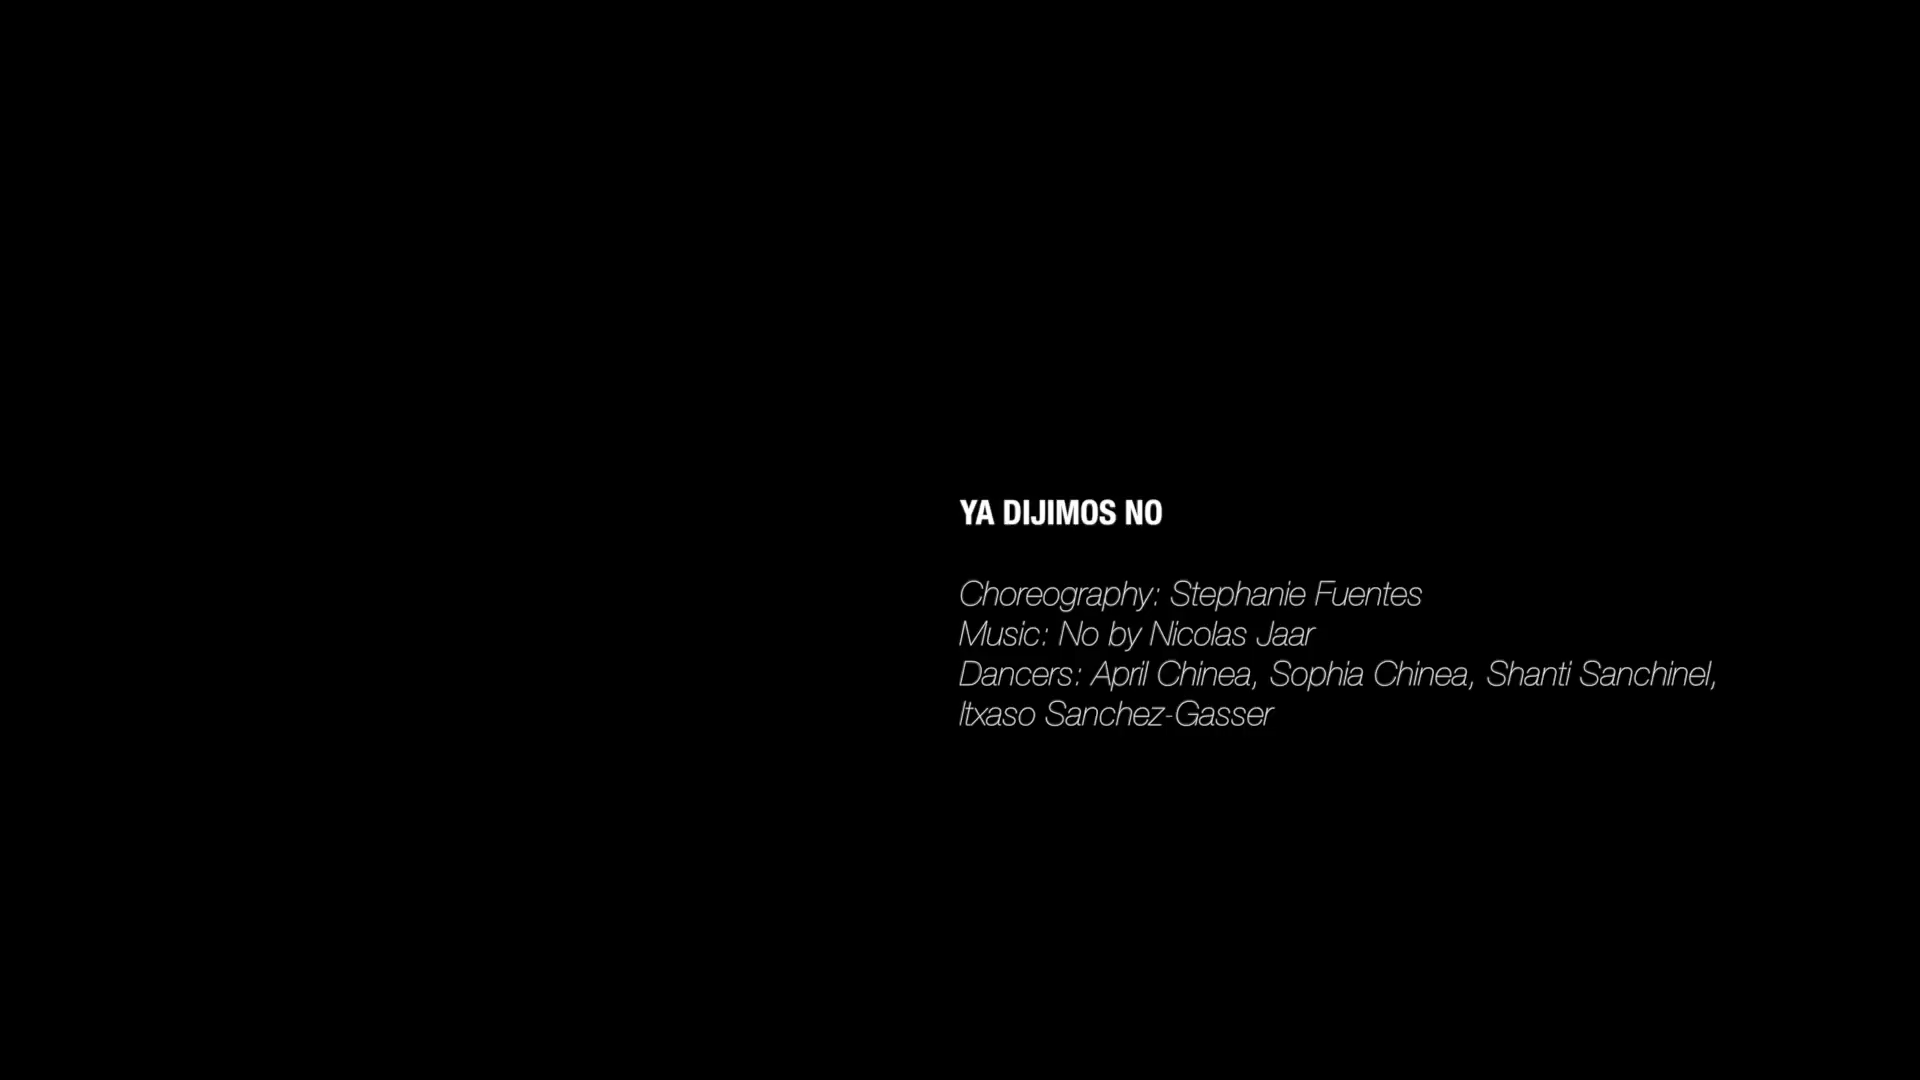 YA DIJIMOS NO
Choreography: Stephanie Fuentes
Music: No by Nicolas Jaar
Dancers: April Chinea, Sophia Chinea, Shanti Sanchinel,
Itxaso Sanchez-Gasser